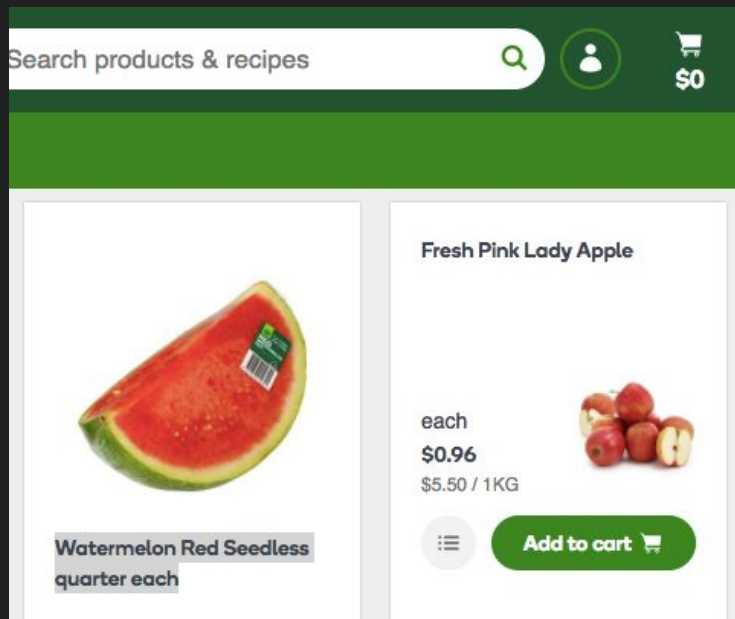 Search products & recipes
$0
Fresh Pink Lady Apple
each
$0.96
$5.50 / 1KG
Add to cart
Watermelon Red Seedless
quarter each